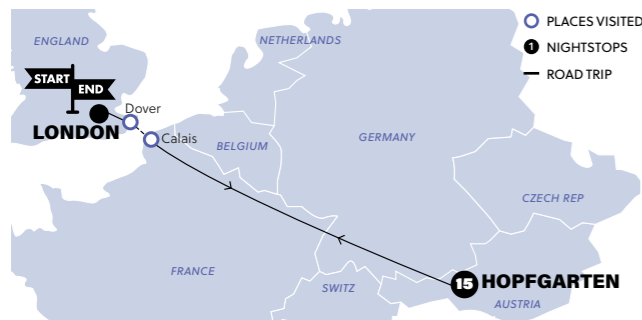 PLACES VISITED
1 NIGHTSTOPS
ROAD TRIP
ENGLAND
NETHERLANDS
START
END
Dover
LONDON
Calais
BELGIUM
GERMANY
CZECH REP
FRANCE
SWITZ
15 HOPFGARTEN
AUSTRIA